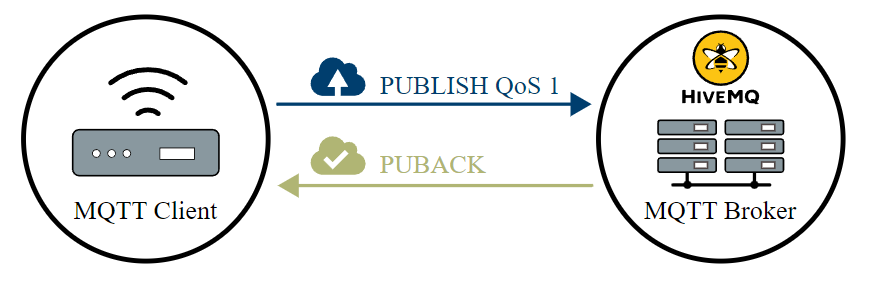 PUBLISH QoS 1
HIVEMQ
PUBACK
MQTT Client
MQTT Broker